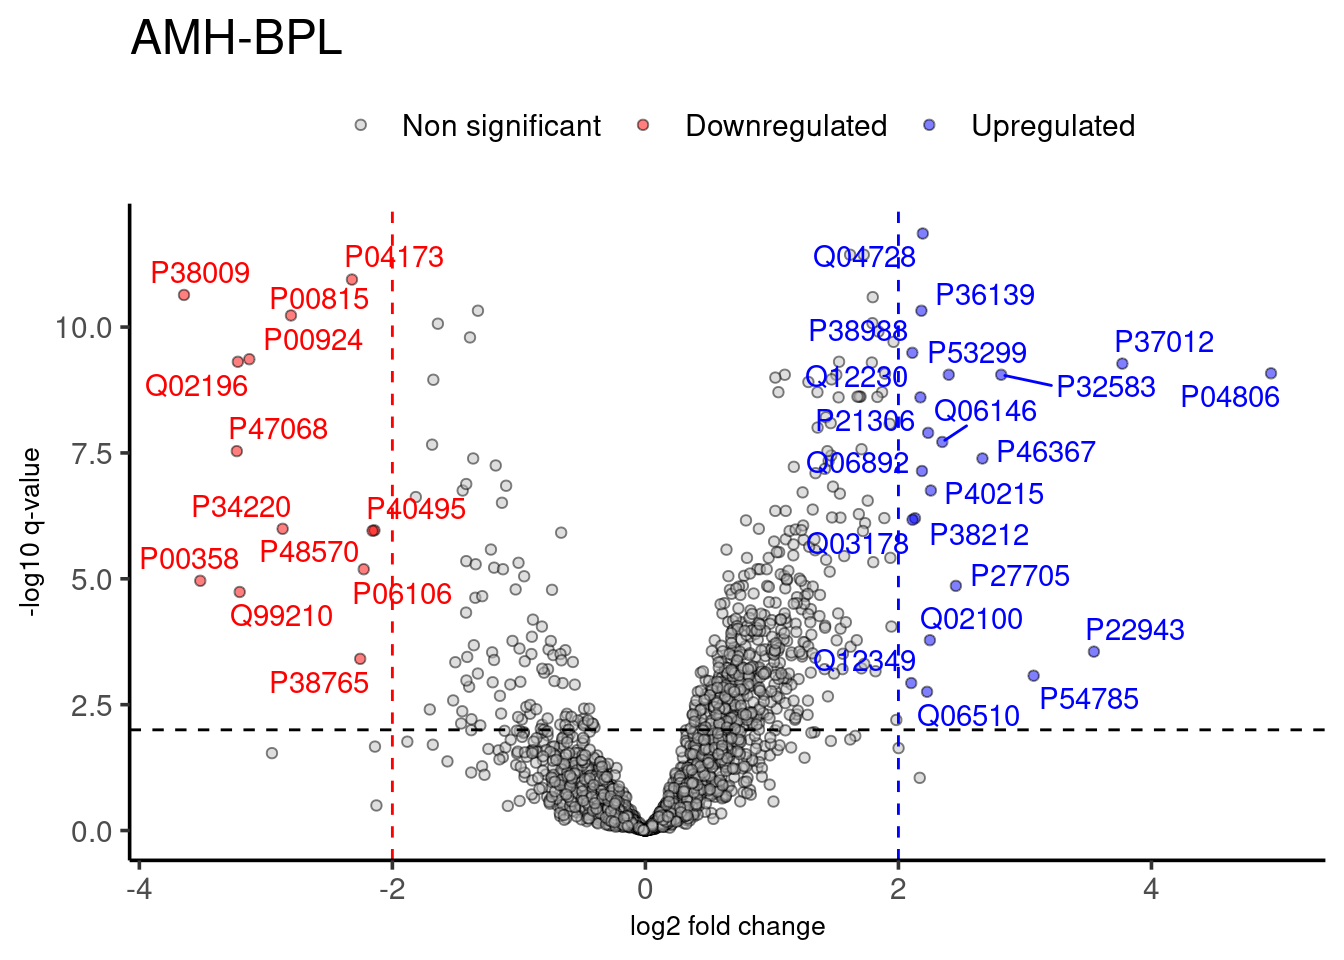 AMH-BPL
Non significant
Downregulated
Upregulated
-log10 q-value
10.0
7.5
5.0
2.5
0.0
P04173
Q04728
P38009
P00815
P36139
P00924
P38988
P37012
P53299
Q02196
Q12230
P32583
P04806
P47068
P21306
Q06146
P46367
Q06892
P34220
P40495
P40215
P00358
P48570
Q03178
P38212
P06106
P27705
Q99210
Q02100
P22943
P38765
Q12349
P54785
Q06510
-4
-2
0
2
4
log2 fold change